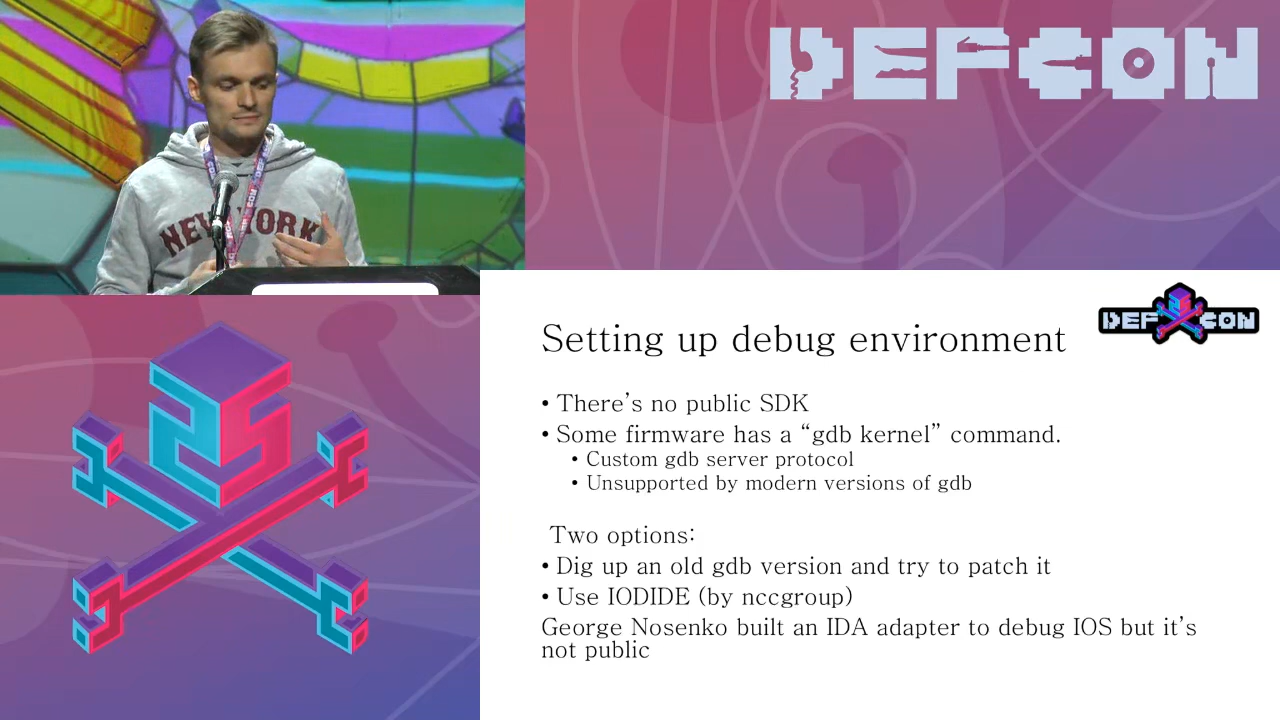 DEFCON
NEW YORK
DEFCON
DEF CON
25
Setting up debug environment
• There’s no public SDK
• Some firmware has a “gdb kernel” command.
• Custom gdb server protocol
• Unsupported by modern versions of gdb
Two options:
• Dig up an old gdb version and try to patch it
• Use IODIDE (by nccgroup)
George Nosenko built an IDA adapter to debug IOS but it’s
not public